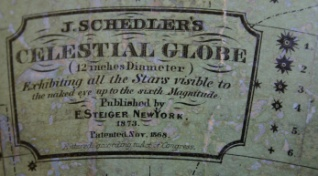 J. SCHEDLER'S
CELESTIAL GLOBE
(12 inches Diameter)
Exhibiting all the Stars visible to
the naked eye up to the sixth Magnitude
Published by
E. STEIGER NEW YORK.
1873.
Patented Nov. 1868.
1.
2.
3.
4.
5.
6